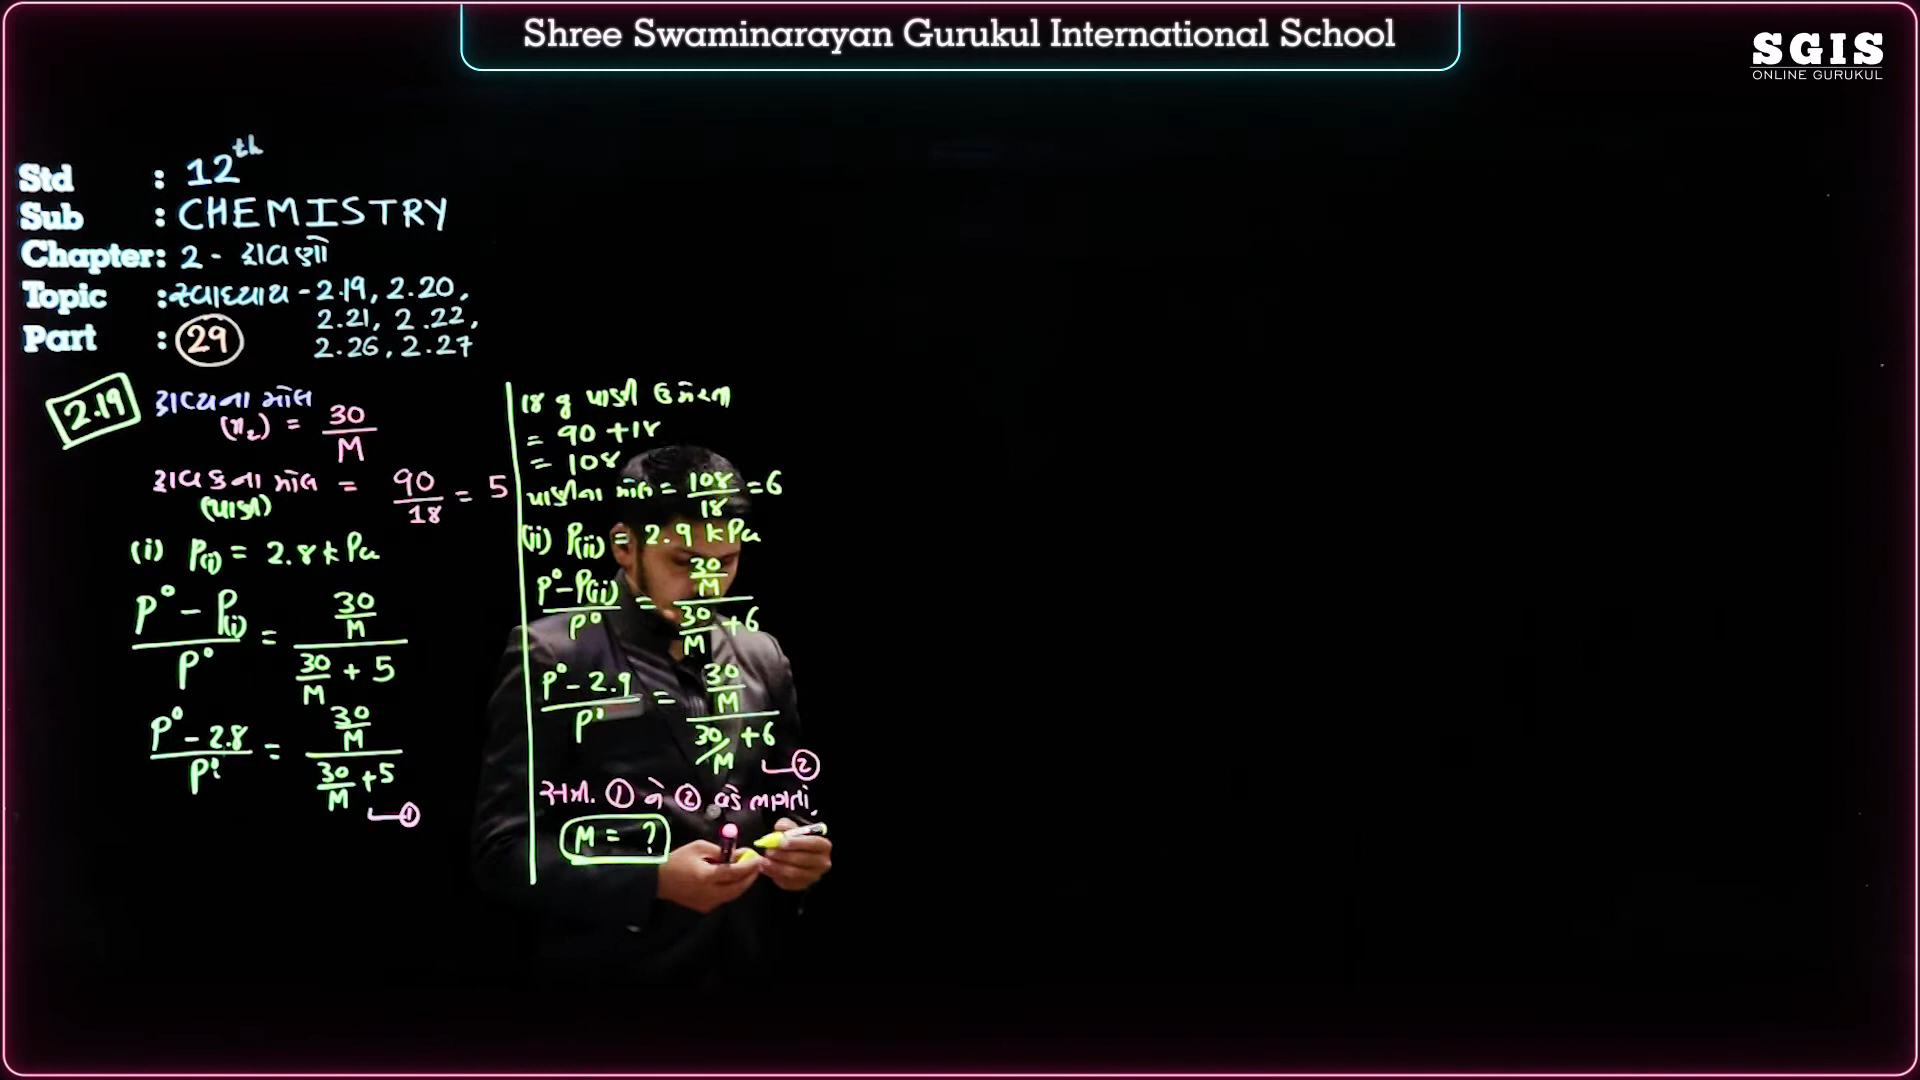 Shree Swaminarayan Gurukul International School
SGIS
ONLINE GURUKUL
Std : 12th
Sub : CHEMISTRY
Chapter: 2 - દ્રાવણો
Topic : સ્વાધ્યાય - 2.19, 2.20,
2.21, 2.22,
2.26, 2.27
Part : 29
2.19
દ્રાવ્યના મોલ
(n₂) = 30/M
દ્રાવકના મોલ = 90/18 = 5
(પાણી)
(i) P(i) = 2.8 kPa
(P° - P(i))/P° = (30/M)/(30/M + 5)
(P° - 2.8)/P° = (30/M)/(30/M + 5)
①
18 g પાણી ઉમેરતા
= 90 + 18
= 108
પાણીના મોલ = 108/18 = 6
(ii) P(ii) = 2.9 kPa
(P° - P(ii))/P° = (30/M)/(30/M + 6)
(P° - 2.9)/P° = (30/M)/(30/M + 6)
②
સમી. ① ને ② વડે ભાગતાં.
M = ?